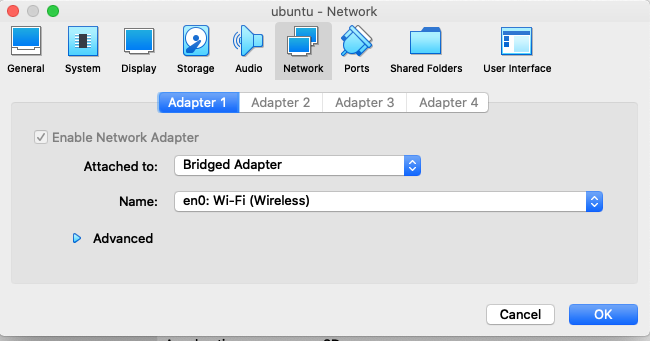 ubuntu - Network
General System Display Storage Audio Network Ports Shared Folders User Interface
Adapter 1 Adapter 2 Adapter 3 Adapter 4
Enable Network Adapter
Attached to: Bridged Adapter
Name: en0: Wi-Fi (Wireless)
Advanced
Cancel OK